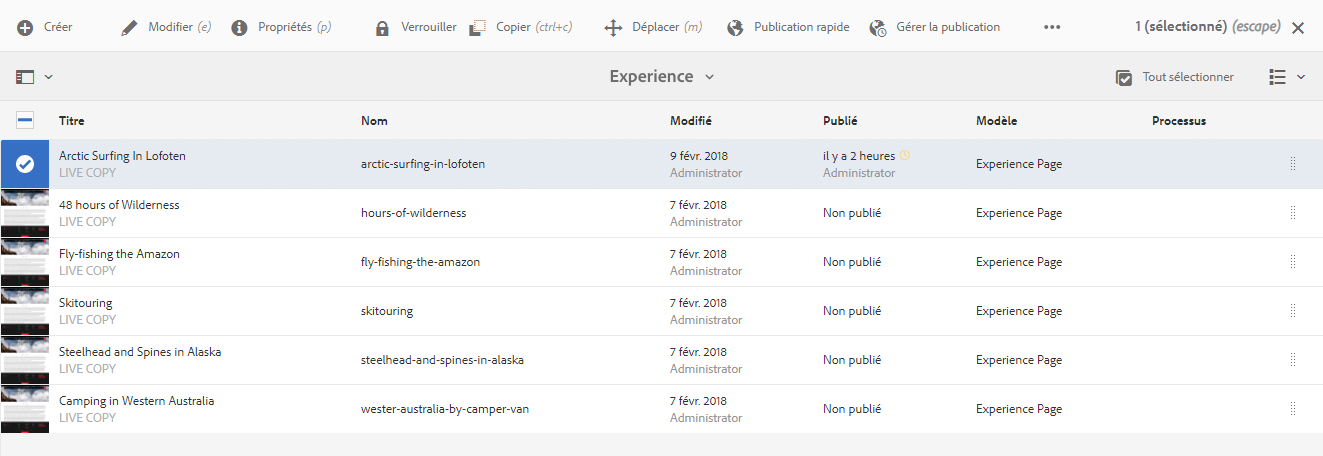 Créer Modifier (e) Propriétés (p) Verrouiller Copier (ctrl+c) Déplacer (m) Publication rapide Gérer la publication 1 (sélectionné) (escape)
Experience Tout sélectionner
Titre Nom Modifié Publié Modèle Processus
Arctic Surfing In Lofoten arctic-surfing-in-lofoten 9 févr. 2018 il y a 2 heures Experience Page
LIVE COPY Administrator Administrator
48 hours of Wilderness hours-of-wilderness 7 févr. 2018 Non publié Experience Page
LIVE COPY Administrator
Fly-fishing the Amazon fly-fishing-the-amazon 7 févr. 2018 Non publié Experience Page
LIVE COPY Administrator
Skitouring skitouring 7 févr. 2018 Non publié Experience Page
LIVE COPY Administrator
Steelhead and Spines in Alaska steelhead-and-spines-in-alaska 7 févr. 2018 Non publié Experience Page
LIVE COPY Administrator
Camping in Western Australia wester-australia-by-camper-van 7 févr. 2018 Non publié Experience Page
LIVE COPY Administrator